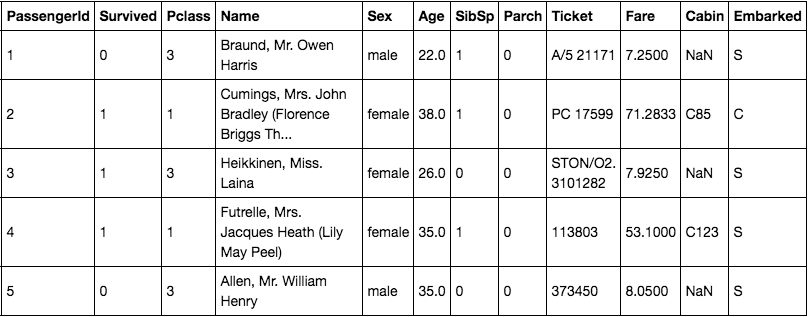 PassengerId Survived Pclass Name Sex Age SibSp Parch Ticket Fare Cabin Embarked
1 0 3 Braund, Mr. Owen Harris male 22.0 1 0 A/5 21171 7.2500 NaN S
2 1 1 Cumings, Mrs. John Bradley (Florence Briggs Th... female 38.0 1 0 PC 17599 71.2833 C85 C
3 1 3 Heikkinen, Miss. Laina female 26.0 0 0 STON/O2. 3101282 7.9250 NaN S
4 1 1 Futrelle, Mrs. Jacques Heath (Lily May Peel) female 35.0 1 0 113803 53.1000 C123 S
5 0 3 Allen, Mr. William Henry male 35.0 0 0 373450 8.0500 NaN S